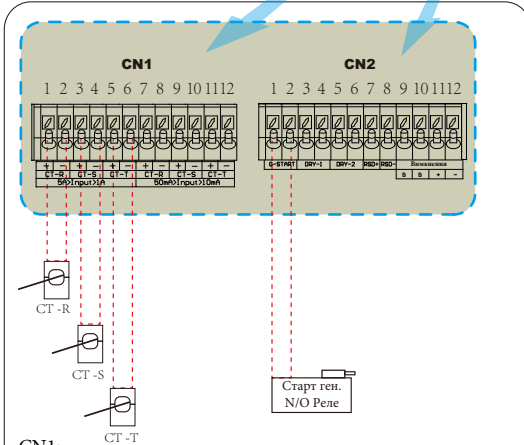 CN1 CN2
1 2 3 4 5 6 7 8 9 10 11 12 1 2 3 4 5 6 7 8 9 10 11 12
+ - + - + - + - + - + - G-START DRY-1 DRY-2 RSD+ RSD- Вимкнення
CT-R CT-S CT-T CT-R CT-S CT-T B B + -
5A>Input>1A 50mA>Input>10mA
CT -R
CT -S
Старт ген.
N/O Реле
CT -T
CN1: